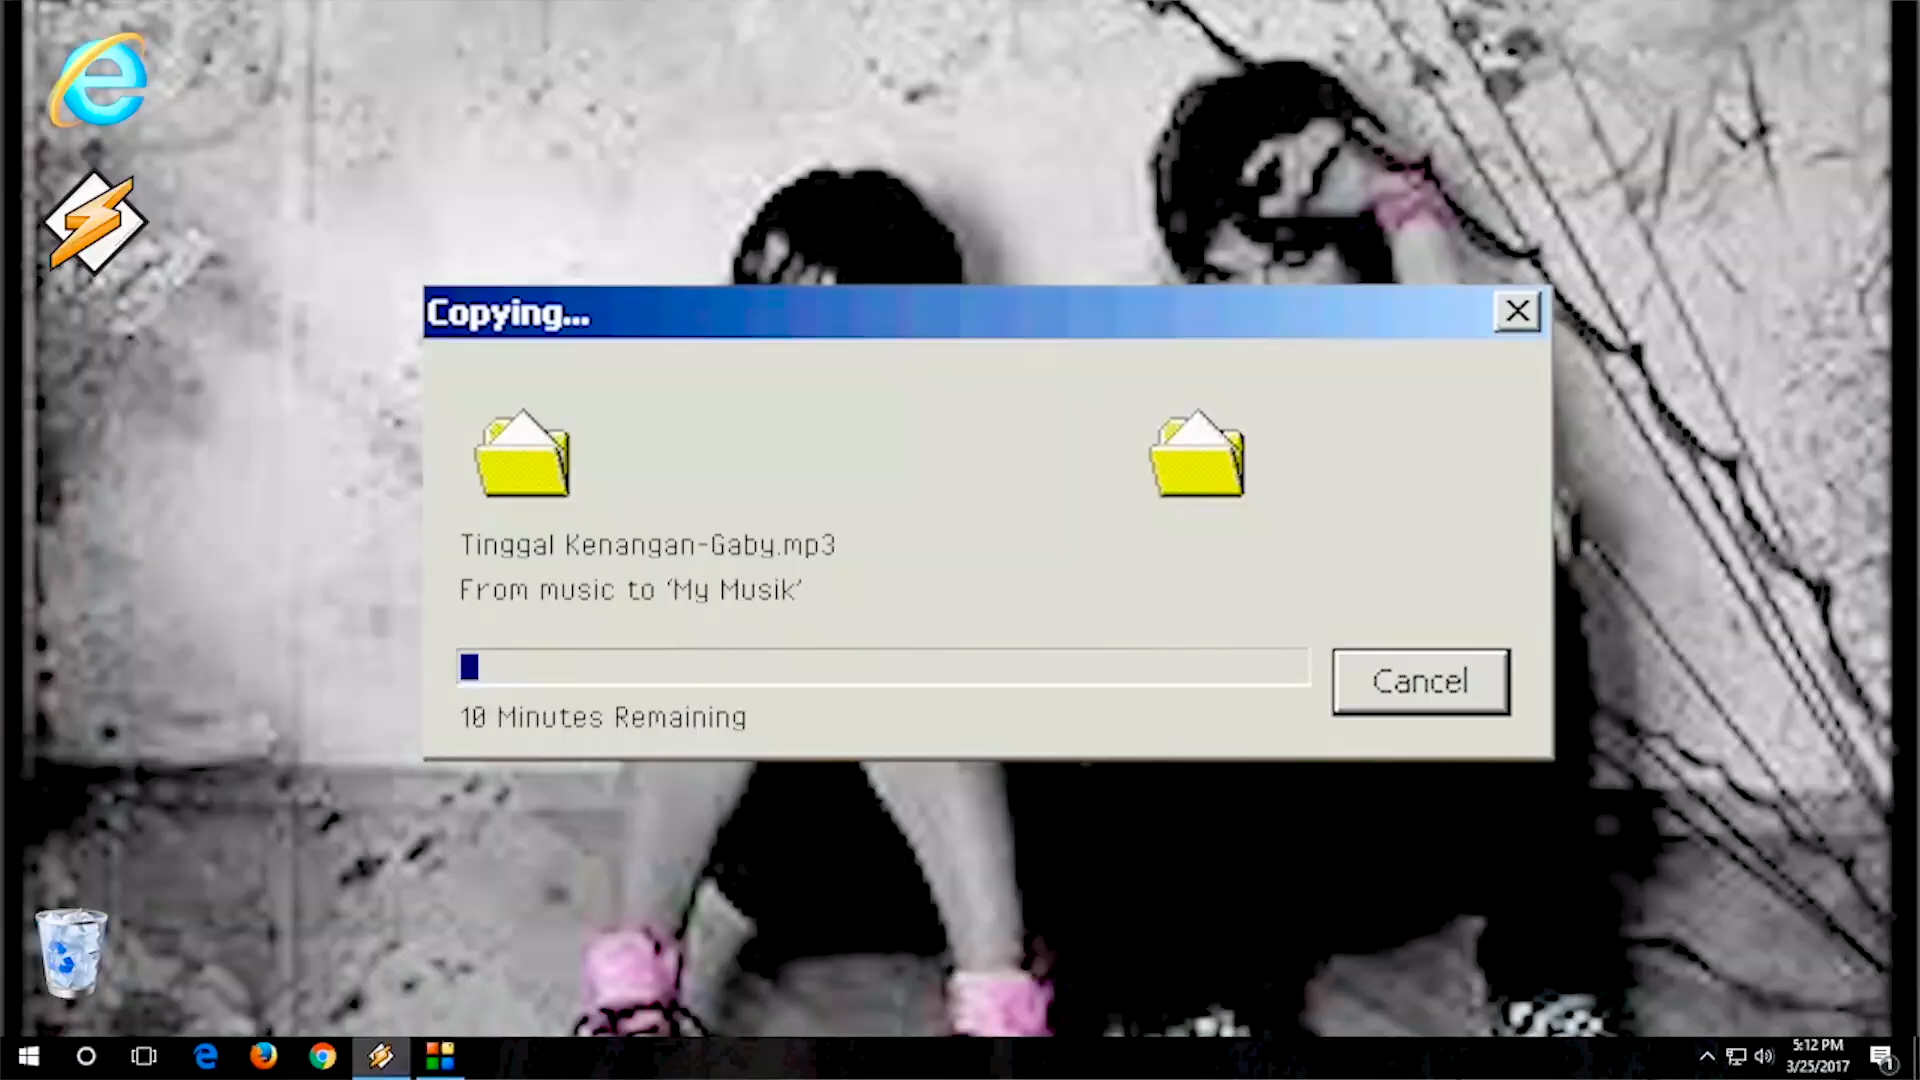 Copying...
Tinggal Kenangan-Gaby.mp3
From music to ‘My Musik’
10 Minutes Remaining
Cancel
5:12 PM
3/25/2017
1